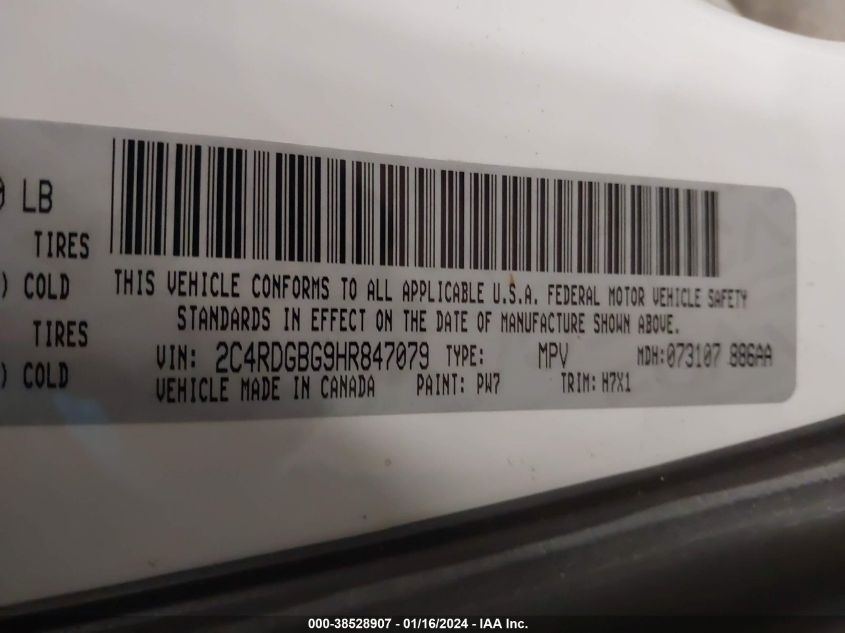 LB
TIRES
) COLD
TIRES
) COLD
THIS VEHICLE CONFORMS TO ALL APPLICABLE U.S.A. FEDERAL MOTOR VEHICLE SAFETY
STANDARDS IN EFFECT ON THE DATE OF MANUFACTURE SHOWN ABOVE.
VIN: 2C4RDGBG9HR847079 TYPE: MPV MDH:073107 886AA
VEHICLE MADE IN CANADA PAINT: PW7 TRIM: H7X1
000-38528907 - 01/16/2024 - IAA Inc.